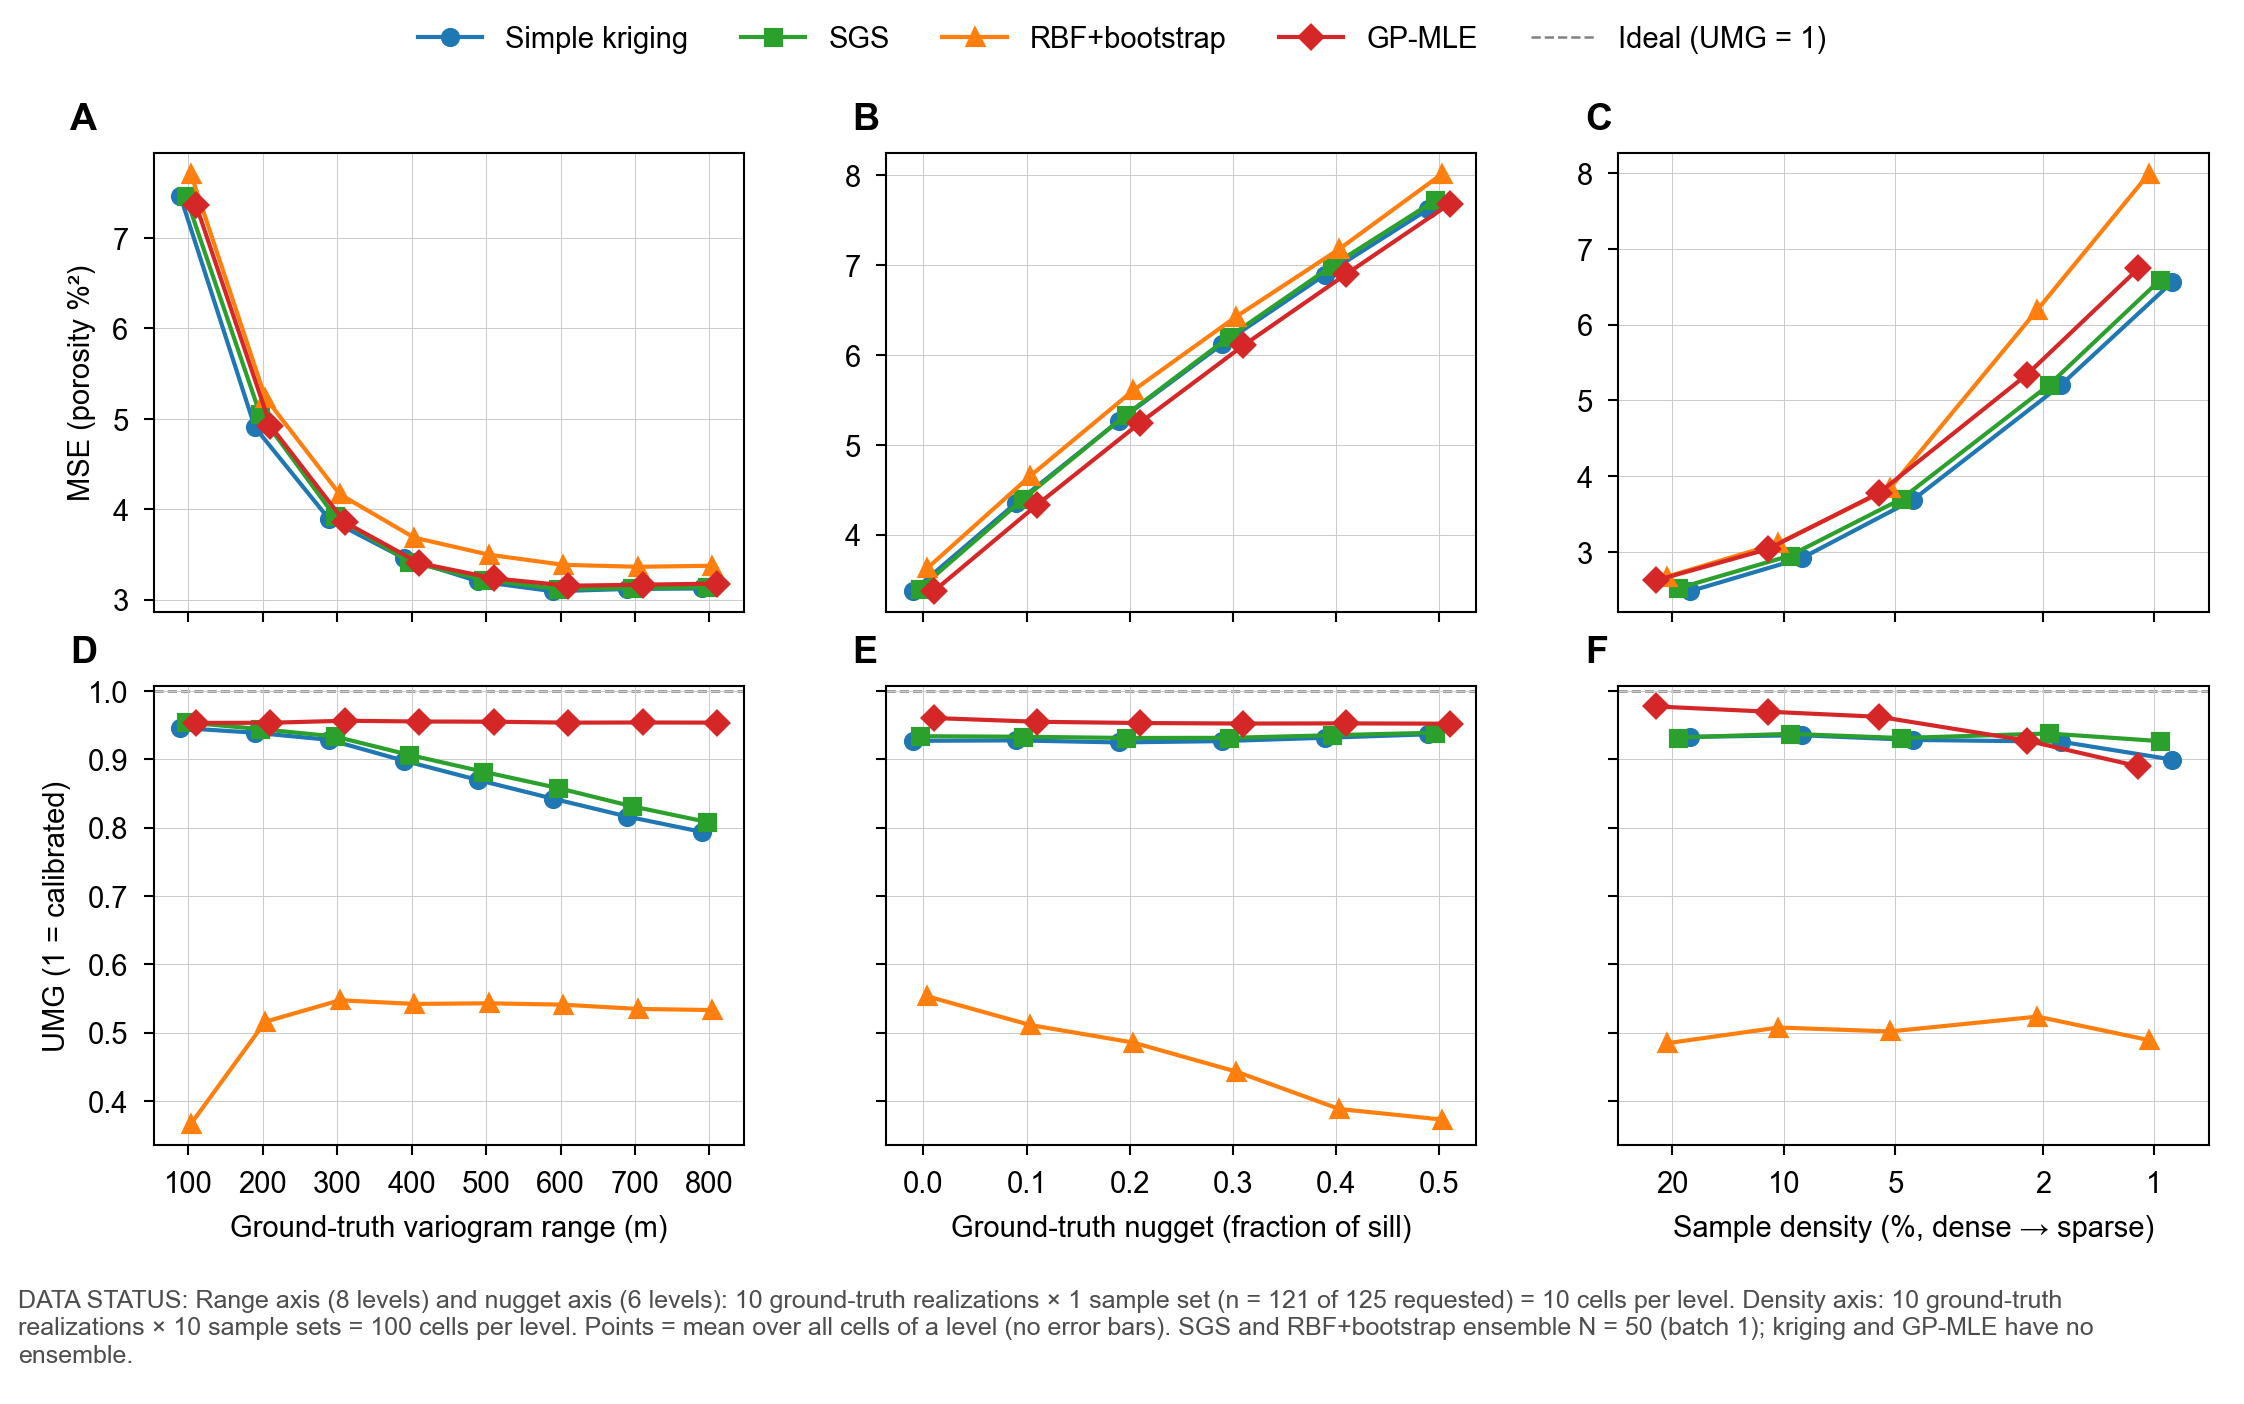 Simple kriging SGS RBF+bootstrap GP-MLE Ideal (UMG = 1)
A
B
C
MSE (porosity %²)
7
6
5
4
3
8
7
6
5
4
8
7
6
5
4
3
D
E
F
UMG (1 = calibrated)
1.0
0.9
0.8
0.7
0.6
0.5
0.4
100 200 300 400 500 600 700 800
0.0 0.1 0.2 0.3 0.4 0.5
20 10 5 2 1
Ground-truth variogram range (m)
Ground-truth nugget (fraction of sill)
Sample density (%, dense → sparse)
DATA STATUS: Range axis (8 levels) and nugget axis (6 levels): 10 ground-truth realizations × 1 sample set (n = 121 of 125 requested) = 10 cells per level. Density axis: 10 ground-truth
realizations × 10 sample sets = 100 cells per level. Points = mean over all cells of a level (no error bars). SGS and RBF+bootstrap ensemble N = 50 (batch 1); kriging and GP-MLE have no
ensemble.